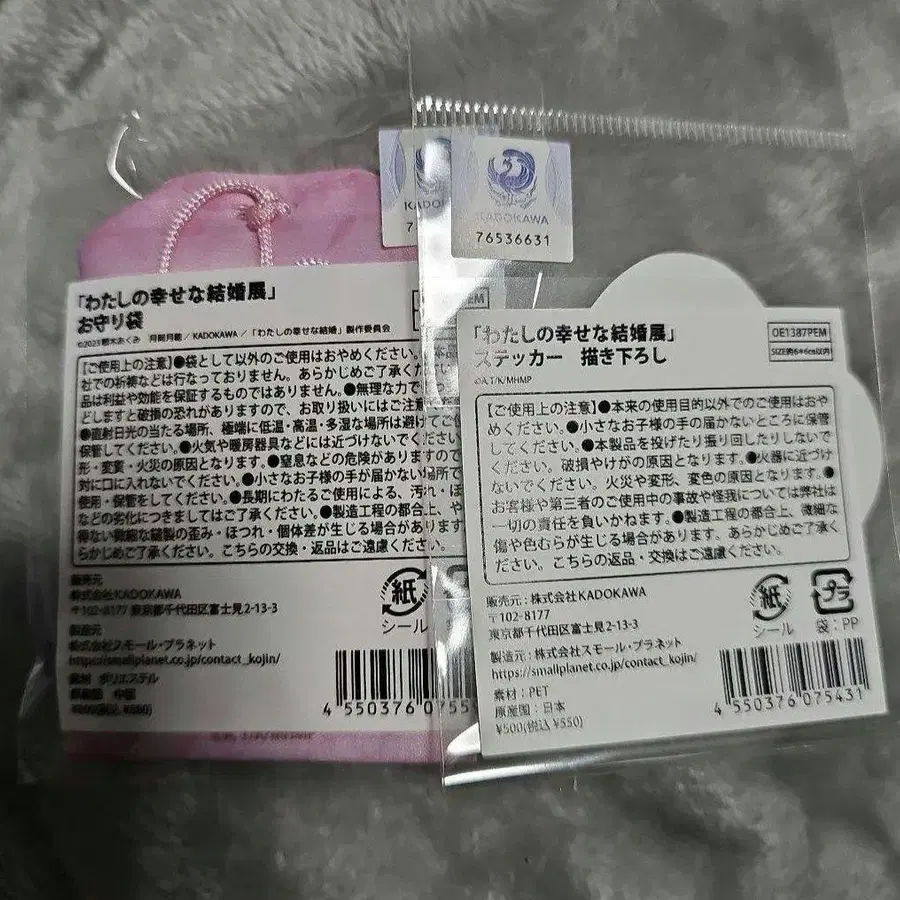 KADOKAWA
KADOKAWA
76536631
「わたしの幸せな結婚展」
お守り袋
©2023 顎木あくみ 月岡月穂/KADOKAWA/「わたしの幸せな結婚」製作委員会
【ご使用上の注意】●袋として以外のご使用はおやめください。
社での祈祷などは行なっておりません。あらかじめご了承くだ
品は利益や効能を保証するものではありません。●無理な力で
どしますと破損の恐れがありますので、お取り扱いにはご注意
●直射日光の当たる場所、極端に低温・高温・多湿な場所は避けてご使
保管してください。●火気や暖房器具などには近づけないでくだ
形・変質・火災の原因となります。●窒息などの危険がありますので
対に口に入れないでください。●小さなお子様の手が届かない場所で
使用・保管をしてください。●長期にわたるご使用による、汚れ・ほ
などの劣化につきましてはご了承ください。●製造工程の都合上、や
得ない微細な縫製の歪み・ほつれ・個体差が生じる場合があります
らかじめご了承ください。こちらの交換・返品はご遠慮ください。
販売元
株式会社KADOKAWA
〒102-8177 東京都千代田区富士見2-13-3
製造元
株式会社スモール・プラネット
https://smallplanet.co.jp/contact_kojin/
素材 ポリエステル
原産国 中国
¥500(税込 ¥550)
紙
シール
4 550376 0755
「わたしの幸せな結婚展」
ステッカー 描き下ろし
©A.T/K/MHMP
OE1387PEM
SIZE:約6*6cm以内
【ご使用上の注意】●本来の使用目的以外でのご使用はおや
めください。●小さなお子様の手の届かないところに保管
してください。●本製品を投げたり振り回したりしないで
ください。破損やけがの原因となります。●火器に近づけ
ないでください。火災や変形、変色の原因となります。●
お客様や第三者のご使用中の事故や怪我については弊社は
一切の責任を負いかねます。●製造工程の都合上、微細な
傷や色むらが生じる場合があります。あらかじめご了承く
ださい。こちらの返品・交換はご遠慮ください。
販売元:株式会社KADOKAWA
〒102-8177
東京都千代田区富士見2-13-3
製造元:株式会社スモール・プラネット
https://smallplanet.co.jp/contact_kojin/
素材:PET
原産国:日本
¥500(税込 ¥550)
紙
シール
プラ
袋:PP
4 550376 075431